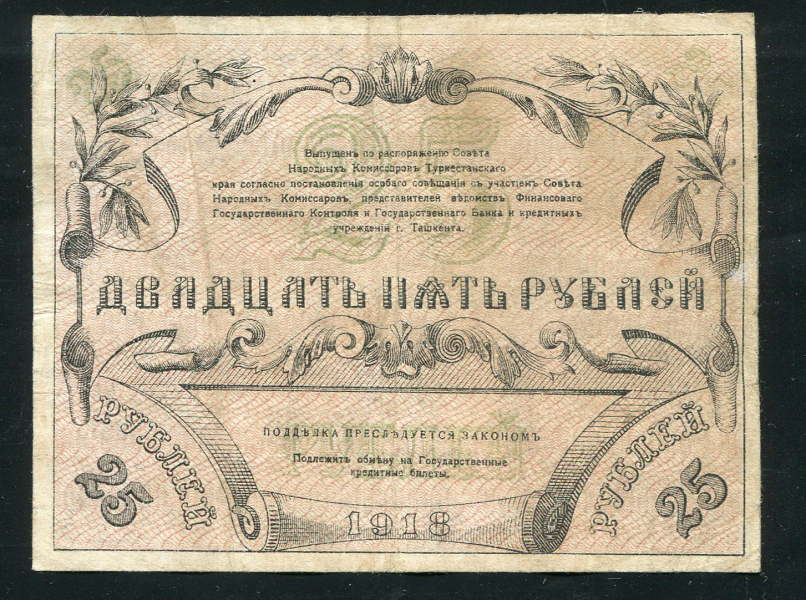 Выпущенъ по распоряженію Совѣта
Народныхъ Комиссаровъ Туркестанскаго
края согласно постановленія особаго совѣщанія съ участіемъ Совѣта
Народныхъ Комиссаровъ, представителей вѣдомствъ Финансоваго
Государственнаго Контроля и Государственнаго Банка и кредитныхъ
учрежденій г. Ташкента.
ДВАДЦАТЬ ПѦТЬ РУБЛЕЙ
ПОДДѢЛКА ПРЕСЛѢДУЕТСЯ ЗАКОНОМЪ
Подлежитъ обмѣну на Государственные
кредитные билеты.
РУБЛЕЙ
25
1918
РУБЛЕЙ
25